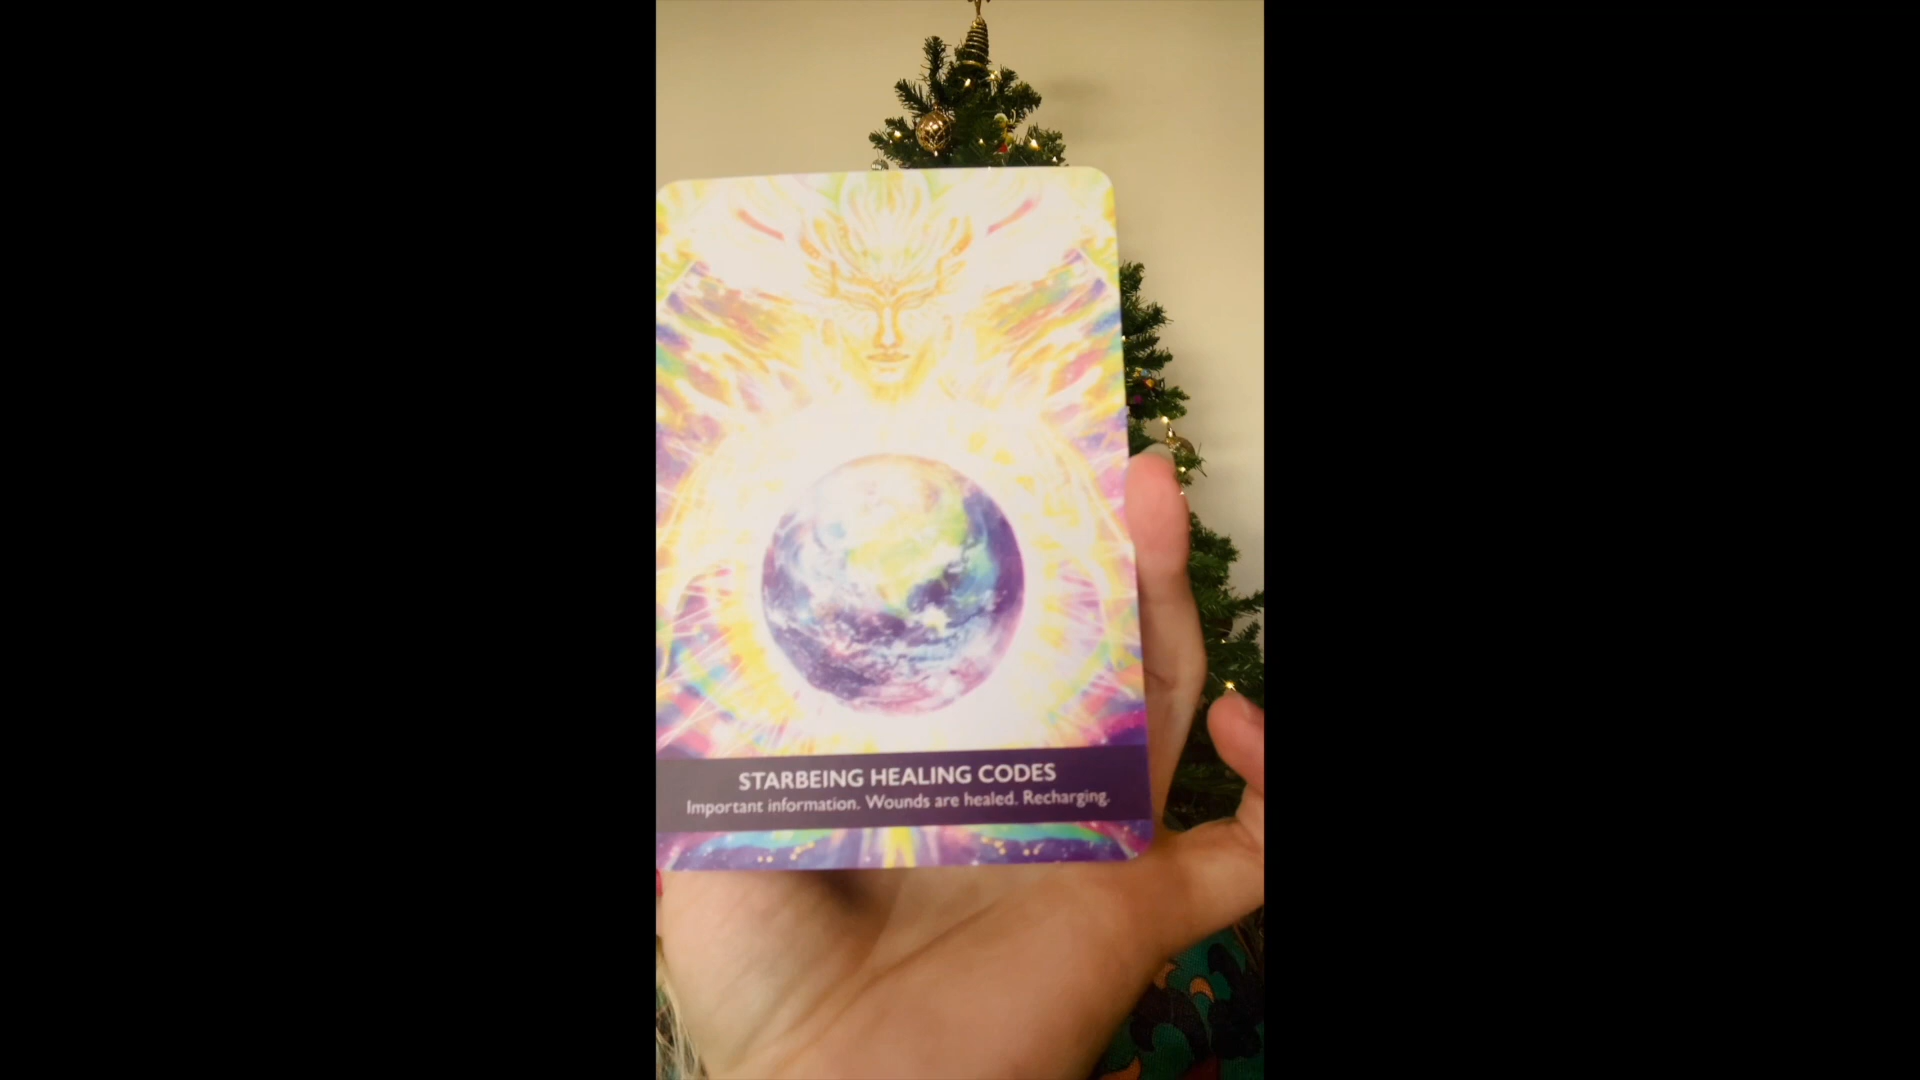 STARBEING HEALING CODES
Important information. Wounds are healed. Recharging.